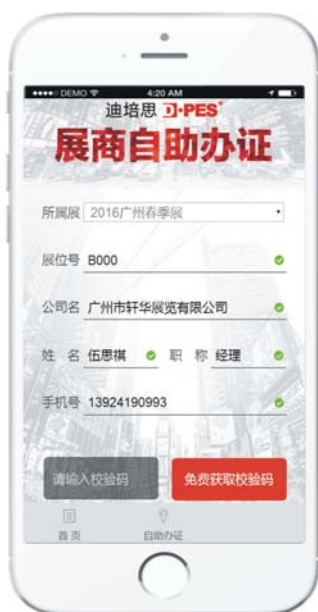 DEMO 4:20 AM
迪培思 D·PES®
展商自助办证
所属展 2016广州春季展
展位号 B000
公司名 广州市轩华展览有限公司
姓 名 伍思祺 职 称 经理
手机号 13924190993
请输入校验码 免费获取校验码
首页 自助办证